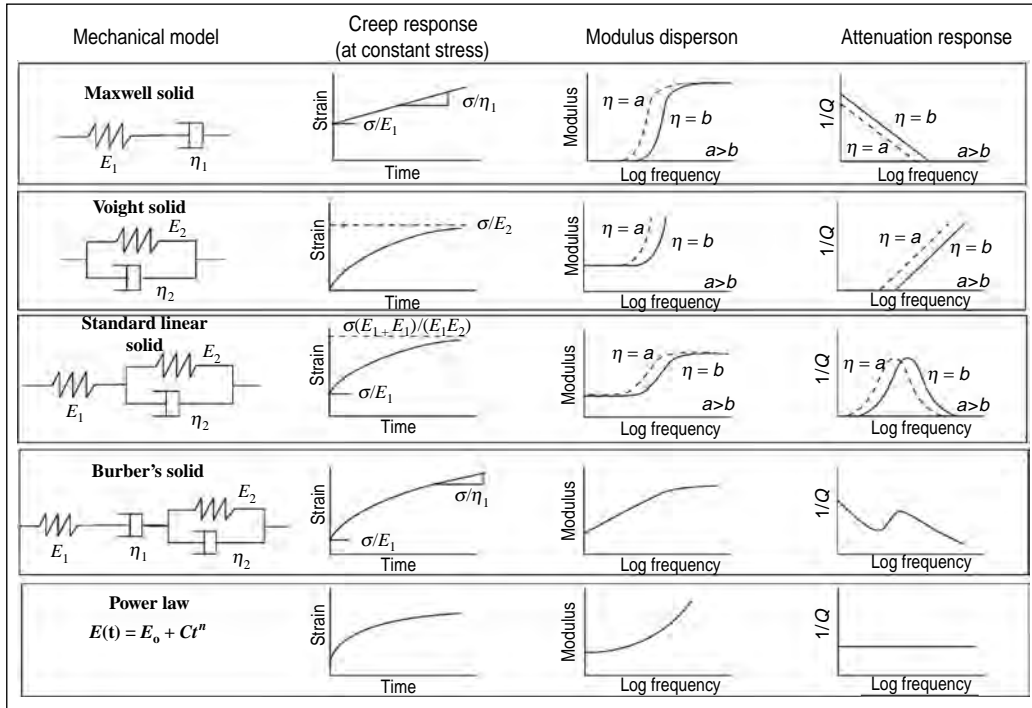 Mechanical model
Creep response
(at constant stress)
Modulus disperson
Attenuation response
Maxwell solid
E₁
η₁
Strain
σ/E₁
σ/η₁
Time
Modulus
η = a
η = b
a>b
Log frequency
1/Q
η = b
η = a
a>b
Log frequency
Voight solid
E₂
η₂
Strain
σ/E₂
Time
Modulus
η = a
η = b
a>b
Log frequency
1/Q
η = a
η = b
a>b
Log frequency
Standard linear
solid
E₂
E₁
η₂
σ(E₁₊ E₁)/(E₁E₂)
Strain
σ/E₁
Time
Modulus
η = a
η = b
a>b
Log frequency
1/Q
η = a
η = b
a>b
Log frequency
Burber's solid
E₂
E₁
η₁
η₂
Strain
σ/η₁
σ/E₁
Time
Modulus
Log frequency
1/Q
Log frequency
Power law
E(t) = Eₒ + Ctⁿ
Strain
Time
Modulus
Log frequency
1/Q
Log frequency